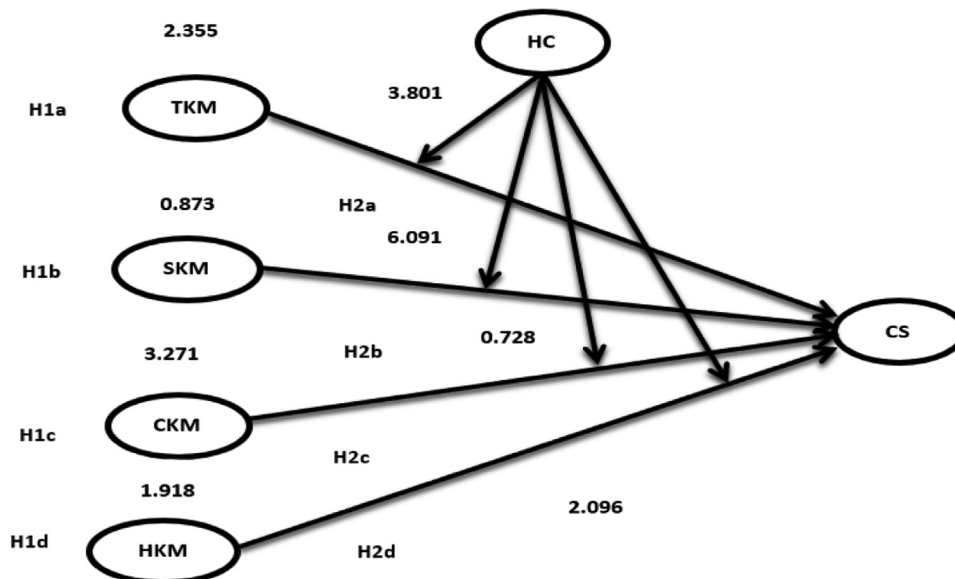 2.355
HC
3.801
H1a
TKM
0.873
H2a
6.091
H1b
SKM
0.728
CS
3.271
H2b
CKM
H1c
H2c
1.918
2.096
H1d
HKM
H2d